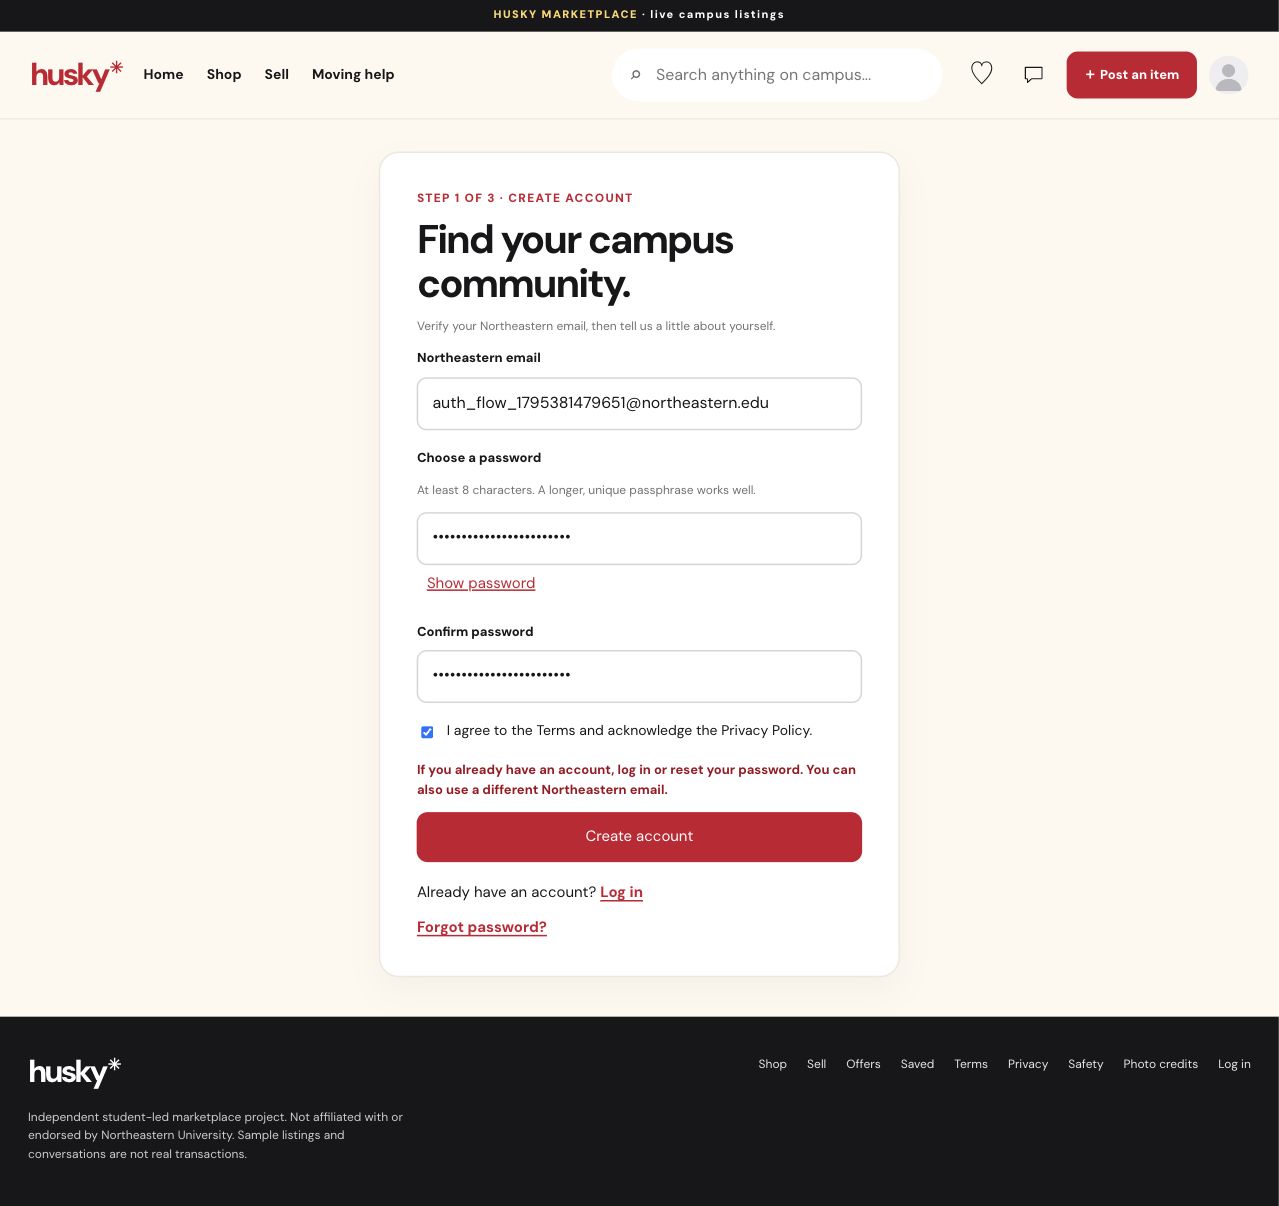 HUSKY MARKETPLACE · live campus listings
husky*
Home Shop Sell Moving help
Search anything on campus...
+ Post an item
STEP 1 OF 3 · CREATE ACCOUNT
Find your campus
community.
Verify your Northeastern email, then tell us a little about yourself.
Northeastern email
auth_flow_1795381479651@northeastern.edu
Choose a password
At least 8 characters. A longer, unique passphrase works well.
••••••••••••••••••••••••
Show password
Confirm password
••••••••••••••••••••••••
I agree to the Terms and acknowledge the Privacy Policy.
If you already have an account, log in or reset your password. You can
also use a different Northeastern email.
Create account
Already have an account? Log in
Forgot password?
husky*
Shop Sell Offers Saved Terms Privacy Safety Photo credits Log in
Independent student-led marketplace project. Not affiliated with or
endorsed by Northeastern University. Sample listings and
conversations are not real transactions.